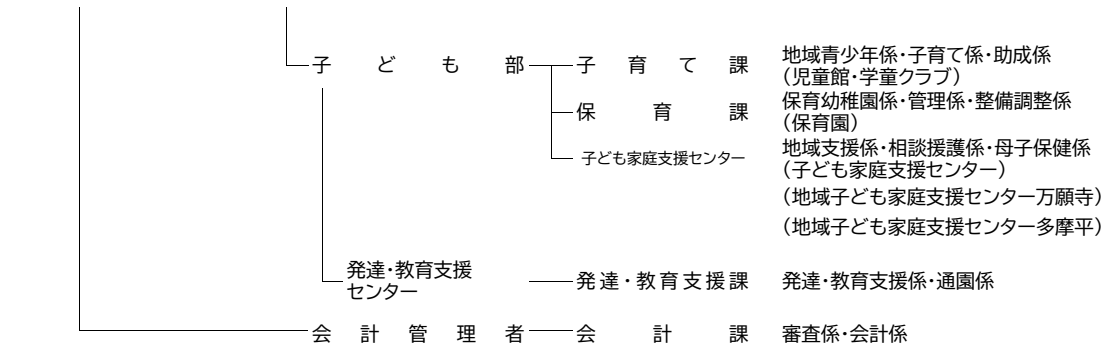 子ども部 子育て課 地域青少年係・子育て係・助成係
(児童館・学童クラブ)
保育課 保育幼稚園係・管理係・整備調整係
(保育園)
子ども家庭支援センター 地域支援係・相談援護係・母子保健係
(子ども家庭支援センター)
(地域子ども家庭支援センター万願寺)
(地域子ども家庭支援センター多摩平)
発達・教育支援
センター
発達・教育支援課 発達・教育支援係・通園係
会計管理者 会計課 審査係・会計係